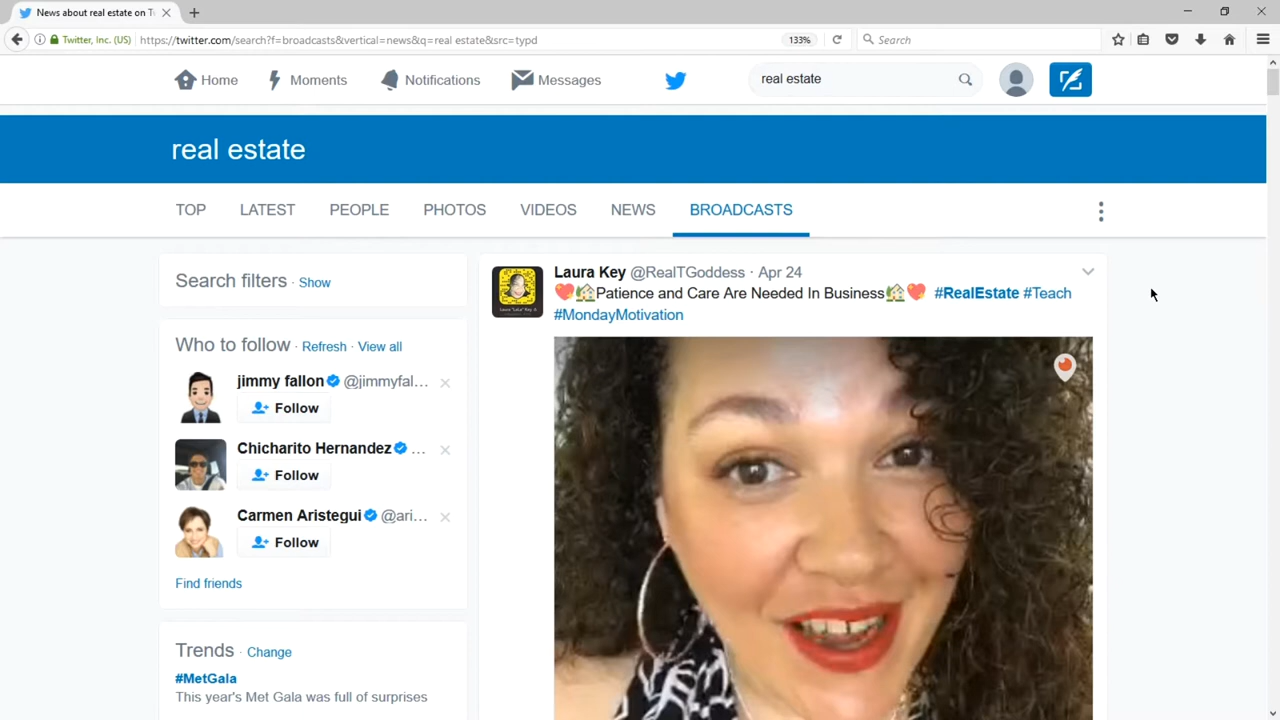 News about real estate on T
Twitter, Inc. (US)
https://twitter.com/search?f=broadcasts&vertical=news&q=real estate&src=typd
133%
Search
Home
Moments
Notifications
Messages
real estate
real estate
TOP
LATEST
PEOPLE
PHOTOS
VIDEOS
NEWS
BROADCASTS
Search filters · Show
Who to follow · Refresh · View all
jimmy fallon @jimmyfal...
Follow
Chicharito Hernandez ...
Follow
Carmen Aristegui @ari...
Follow
Find friends
Trends · Change
#MetGala
This year's Met Gala was full of surprises
Laura Key @RealTGoddess · Apr 24
💖🏡Patience and Care Are Needed In Business🏡💖 #RealEstate #Teach
#MondayMotivation